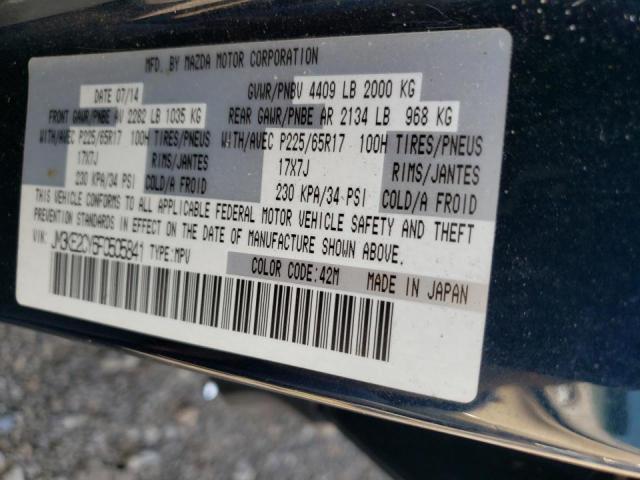 MFD. BY MAZDA MOTOR CORPORATION
DATE 07/14 GVWR/PNBV 4409 LB 2000 KG
FRONT GAWR/PNBE AV 2282 LB 1035 KG REAR GAWR/PNBE AR 2134 LB 968 KG
WITH/AVEC P225/65R17 100H TIRES/PNEUS WITH/AVEC P225/65R17 100H TIRES/PNEUS
17X7J RIMS/JANTES 17X7J RIMS/JANTES
230 KPA/34 PSI COLD/A FROID 230 KPA/34 PSI COLD/A FROID
THIS VEHICLE CONFORMS TO ALL APPLICABLE FEDERAL MOTOR VEHICLE SAFETY AND THEFT
PREVENTION STANDARDS IN EFFECT ON THE DATE OF MANUFACTURE SHOWN ABOVE.
VIN: JM3KE2CY6F0505841 TYPE:MPV
COLOR CODE:42M MADE IN JAPAN